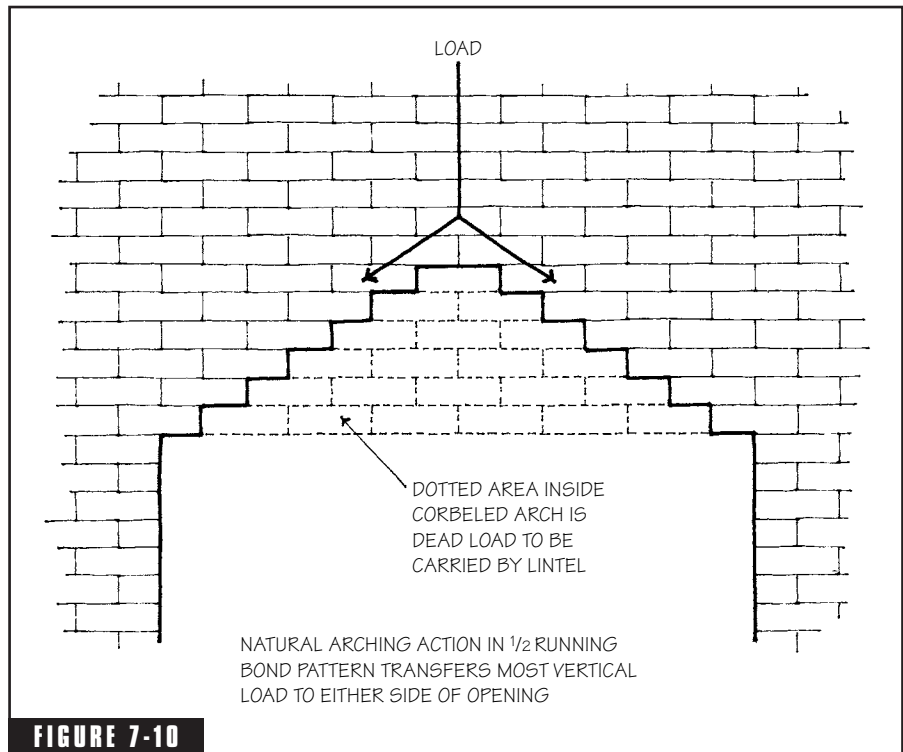 LOAD
DOTTED AREA INSIDE
CORBELED ARCH IS
DEAD LOAD TO BE
CARRIED BY LINTEL
NATURAL ARCHING ACTION IN 1/2 RUNNING
BOND PATTERN TRANSFERS MOST VERTICAL
LOAD TO EITHER SIDE OF OPENING
FIGURE 7-10